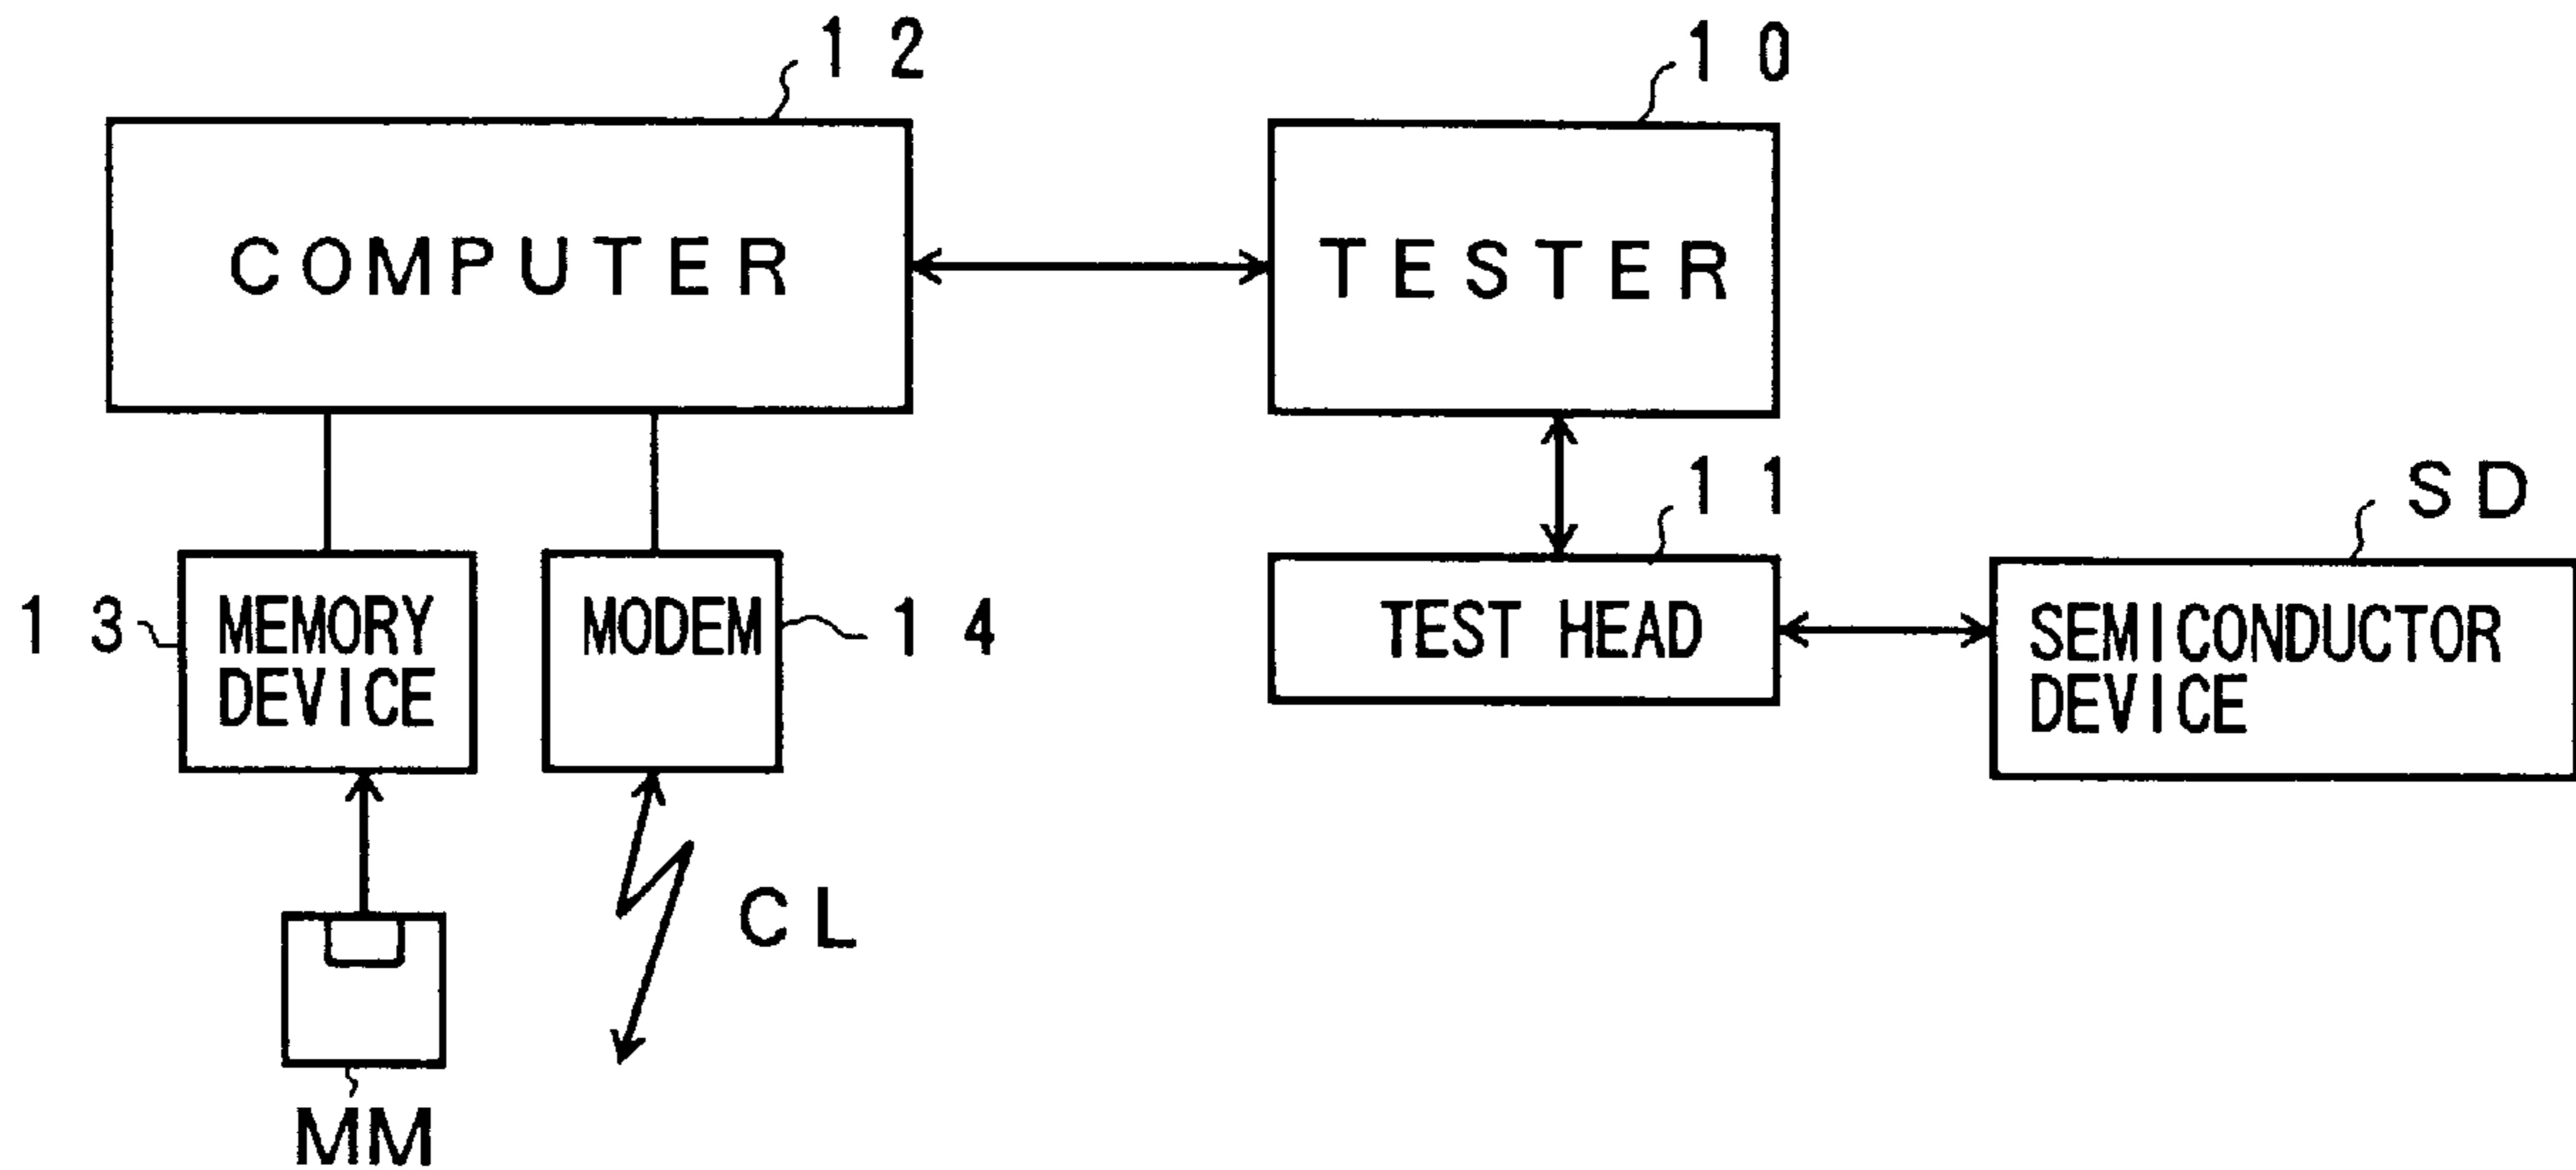 12
10
COMPUTER
TESTER
11
SD
13
MEMORY
DEVICE
MODEM
14
TEST HEAD
SEMICONDUCTOR
DEVICE
CL
MM